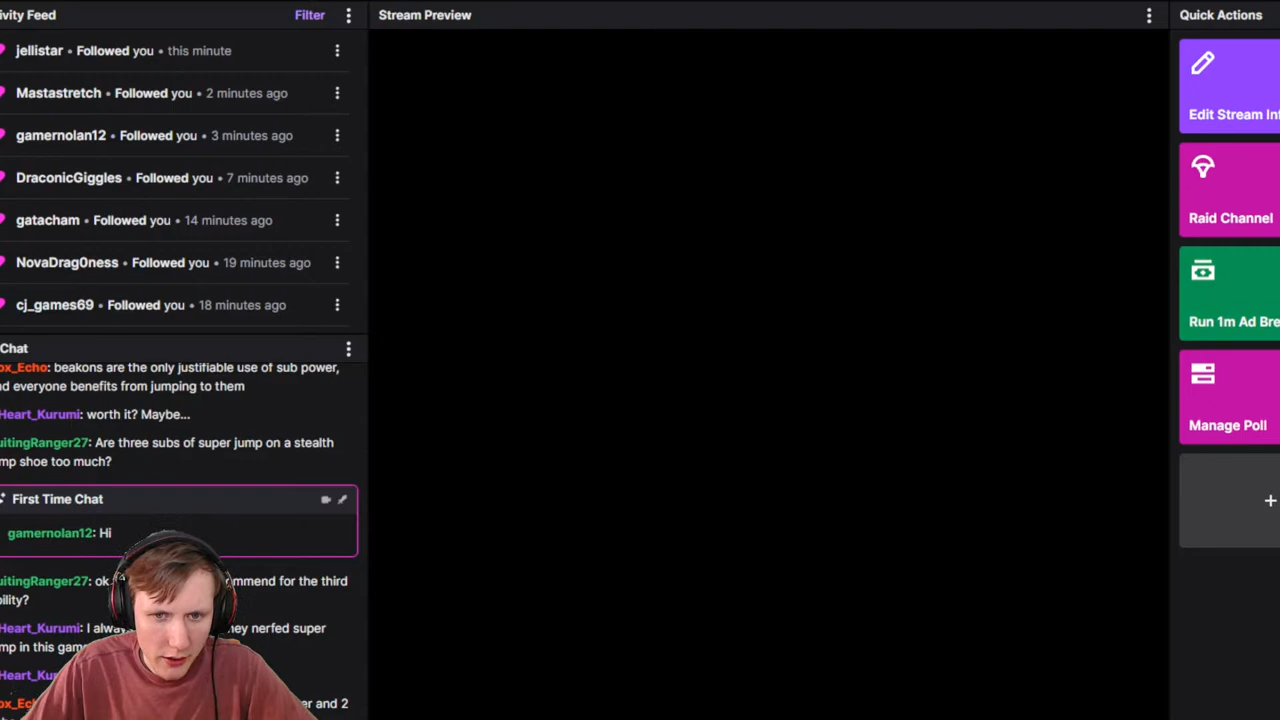 ivity Feed
Filter
jellistar • Followed you • this minute
Mastastretch • Followed you • 2 minutes ago
gamernolan12 • Followed you • 3 minutes ago
DraconicGiggles • Followed you • 7 minutes ago
gatacham • Followed you • 14 minutes ago
NovaDrag0ness • Followed you • 19 minutes ago
cj_games69 • Followed you • 18 minutes ago
Chat
ox_Echo: beakons are the only justifiable use of sub power,
nd everyone benefits from jumping to them
Heart_Kurumi: worth it? Maybe...
uitingRanger27: Are three subs of super jump on a stealth
mp shoe too much?
First Time Chat
gamernolan12: Hi
uitingRanger27: ok mmend for the third
bility?
Heart_Kurumi: I alway hey nerfed super
mp in this gam
Heart_Ku
ox_Ech er and 2
Stream Preview
Quick Actions
Edit Stream Inf
Raid Channel
Run 1m Ad Bre
Manage Poll
+